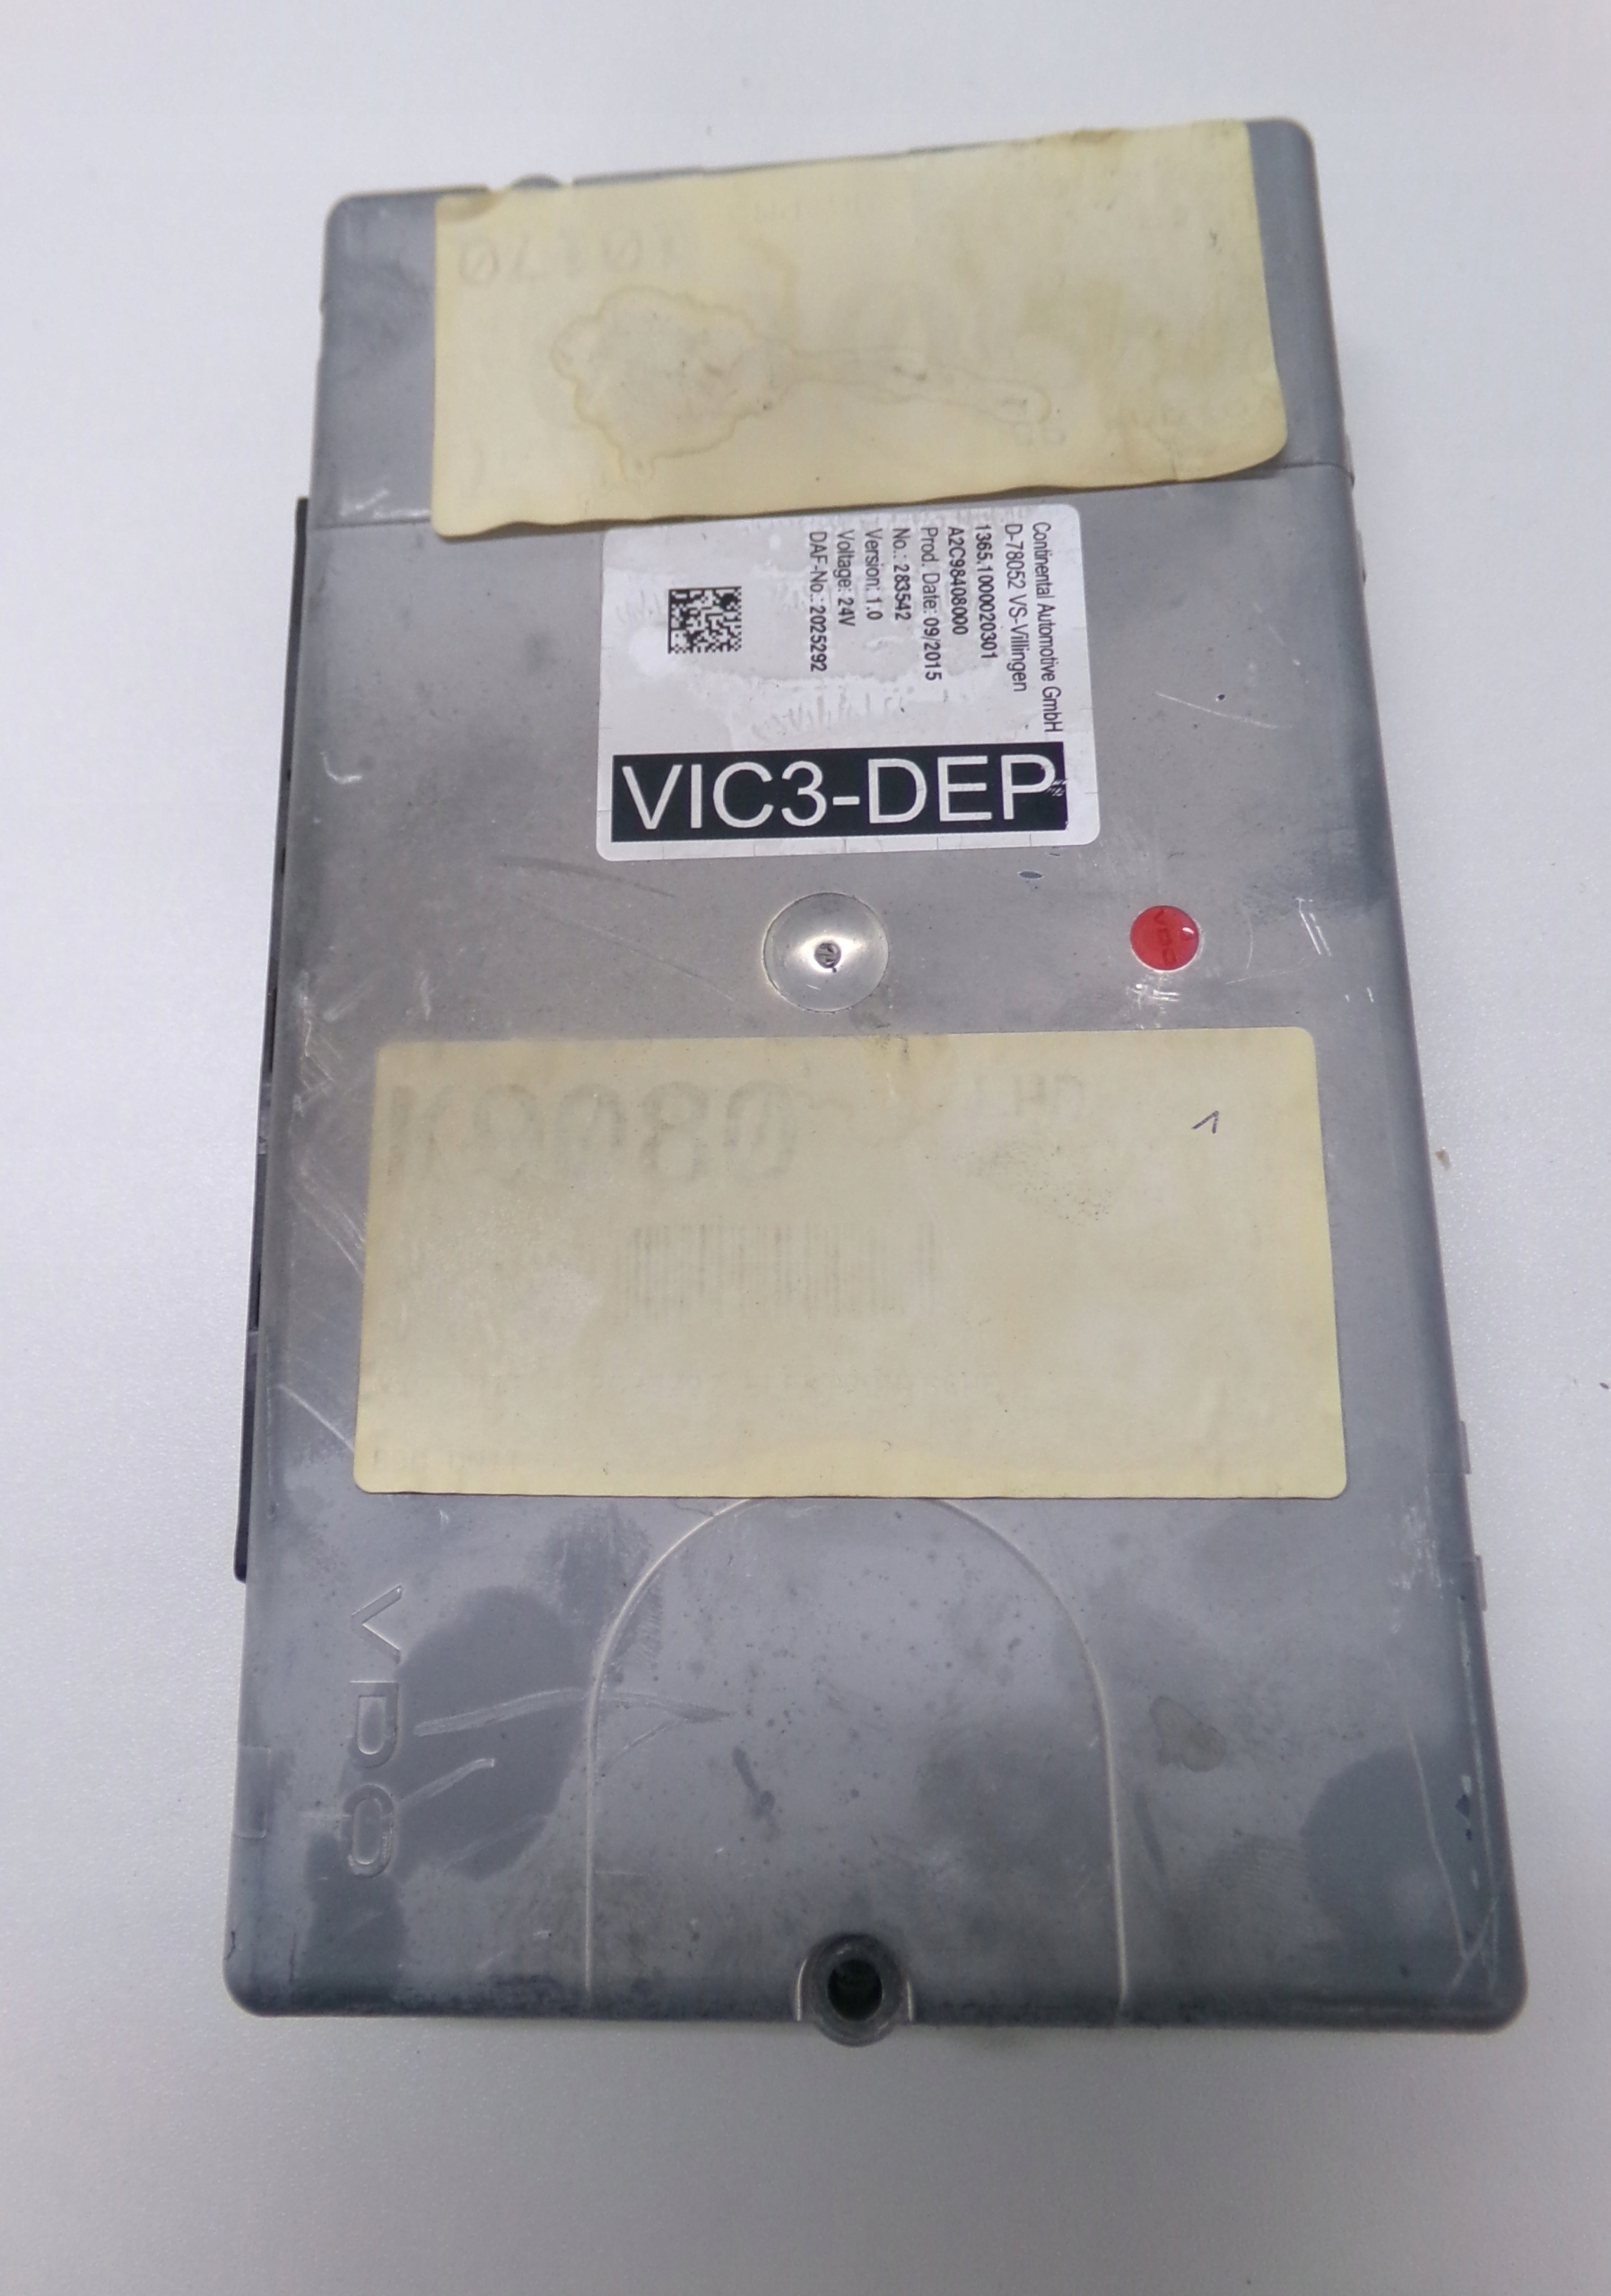 Continental Automotive GmbH
D-78052 VS-Villingen
1365.1000020301
A2C98408000
Prod. Date: 09/2015
No.: 283542
Version: 1.0
Voltage: 24V
DAF-No.: 2025292
VIC3-DEP
VDO
VDO